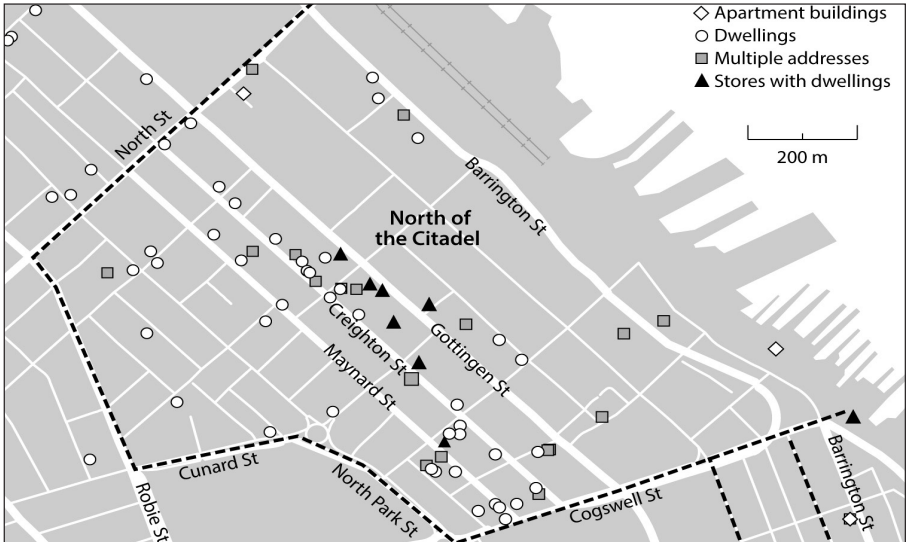 Apartment buildings
Dwellings
Multiple addresses
Stores with dwellings
200 m
North St
Barrington St
North of
the Citadel
Creighton St
Gottingen St
Maynard St
Cunard St
North Park St
Robie St
Cogswell St
Barrington St